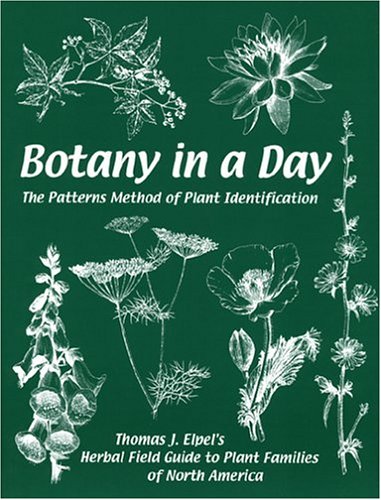 Botany in a Day
The Patterns Method of Plant Identification
Thomas J. Elpel's
Herbal Field Guide to Plant Families
of North America